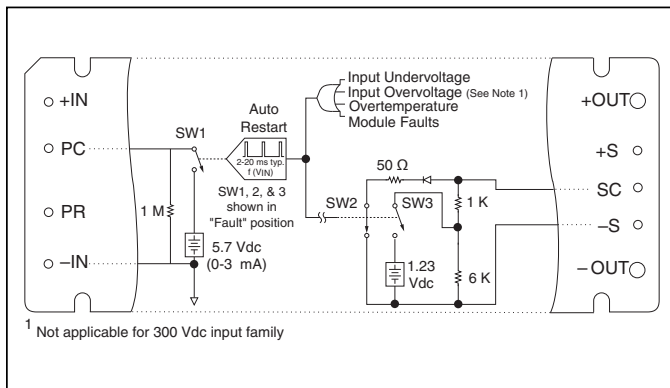 +IN
PC
PR
−IN
SW1
1 M
5.7 Vdc
(0-3 mA)
Auto
Restart
2-20 ms typ.
f (VIN)
SW1, 2, & 3
shown in
"Fault" position
Input Undervoltage
Input Overvoltage (See Note 1)
Overtemperature
Module Faults
50 Ω
SW2
SW3
1 K
1.23
Vdc
6 K
+OUT
+S
SC
−S
−OUT
1 Not applicable for 300 Vdc input family